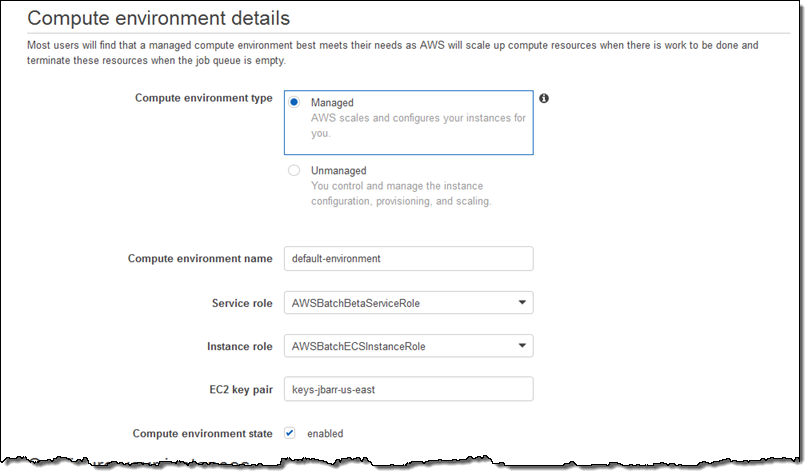 Compute environment details
Most users will find that a managed compute environment best meets their needs as AWS will scale up compute resources when there is work to be done and
terminate these resources when the job queue is empty.
Compute environment type
Managed
AWS scales and configures your instances for
you.
Unmanaged
You control and manage the instance
configuration, provisioning, and scaling.
Compute environment name default-environment
Service role AWSBatchBetaServiceRole
Instance role AWSBatchECSInstanceRole
EC2 key pair keys-jbarr-us-east
Compute environment state enabled